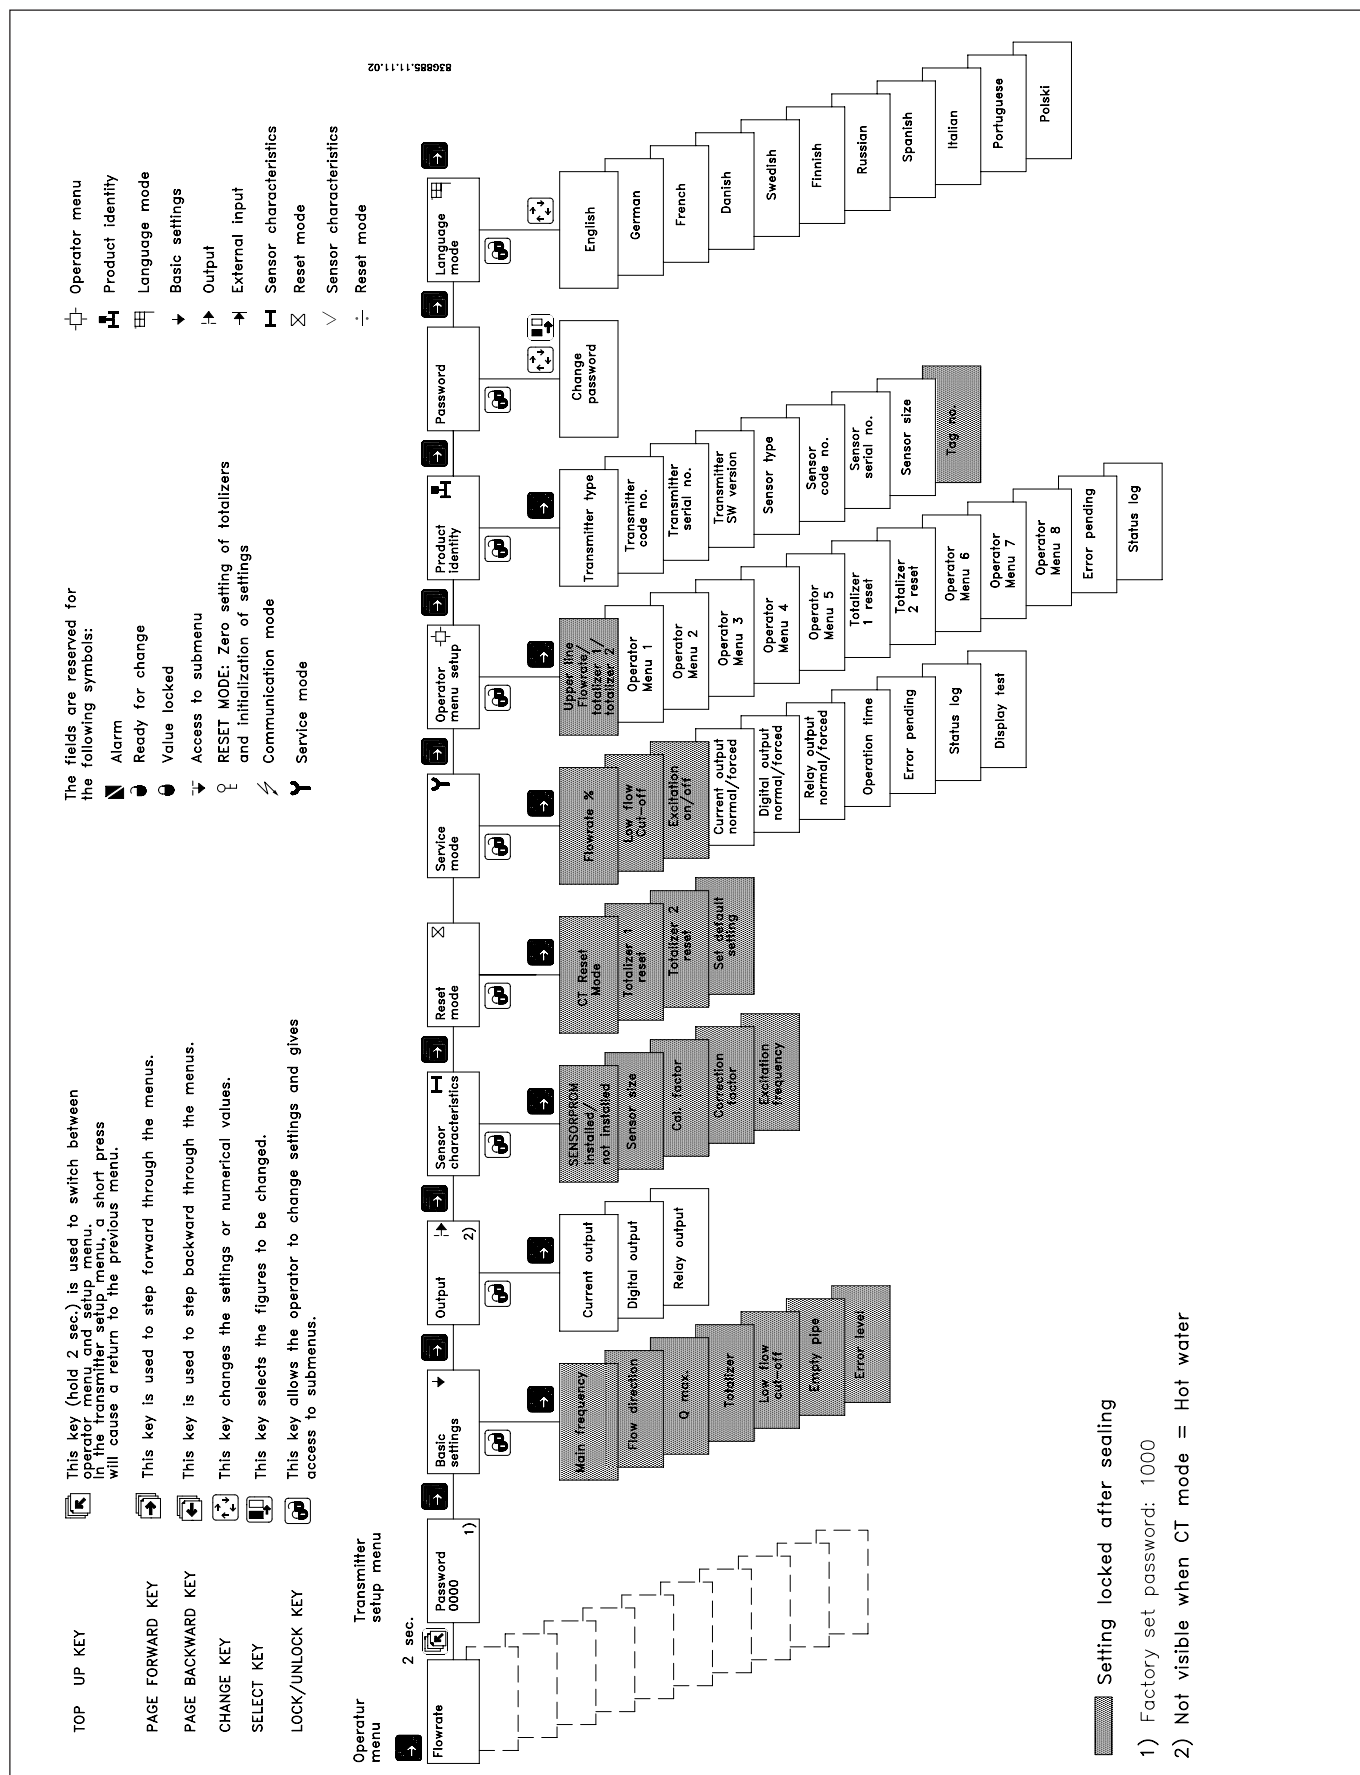 TOP UP KEY
This key (hold 2 sec.) is used to switch between
operator menu and setup menu.
In the transmitter setup menu, a short press
will cause a return to the previous menu.
PAGE FORWARD KEY
This key is used to step forward through the menus.
PAGE BACKWARD KEY
This key is used to step backward through the menus.
CHANGE KEY
This key changes the settings or numerical values.
SELECT KEY
This key selects the figures to be changed.
LOCK/UNLOCK KEY
This key allows the operator to change settings and gives
access to submenus.
The fields are reserved for
the following symbols:
Alarm
Ready for change
Value locked
Access to submenu
RESET MODE: Zero setting of totalizers
and initialization of settings
Communication mode
Service mode
Operator menu
Product identity
Language mode
Basic settings
Output
External input
Sensor characteristics
Reset mode
Sensor characteristics
Reset mode
83G885.11.11.02
Operatur
menu
2 sec.
Transmitter
setup menu
Flowrate
Password
0000
1)
Basic
settings
Main frequency
Flow direction
Q max.
Totalizer
Low flow
cut-off
Empty pipe
Error level
Output
2)
Current output
Digital output
Relay output
Sensor
characteristics
SENSORPROM
installed/
not installed
Sensor size
Cal. factor
Correction
factor
Excitation
frequency
Reset
mode
CT Reset
Mode
Totalizer 1
reset
Totalizer 2
reset
Set default
setting
Service
mode
Flowrate %
Low flow
Cut-off
Excitation
on/off
Current output
normal/forced
Digital output
normal/forced
Relay output
normal/forced
Operation time
Error pending
Status log
Display test
Operator
menu setup
Upper line
Flowrate/
totalizer 1/
totalizer 2
Operator
Menu 1
Operator
Menu 2
Operator
Menu 3
Operator
Menu 4
Operator
Menu 5
Totalizer
1 reset
Totalizer
2 reset
Operator
Menu 6
Operator
Menu 7
Operator
Menu 8
Error pending
Status log
Product
identity
Transmitter type
Transmitter
code no.
Transmitter
serial no.
Transmitter
SW version
Sensor type
Sensor
code no.
Sensor
serial no.
Sensor size
Tag no.
Password
Change
password
Language
mode
English
German
French
Danish
Swedish
Finnish
Russian
Spanish
Italian
Portuguese
Polski
Setting locked after sealing
1) Factory set password: 1000
2) Not visible when CT mode = Hot water